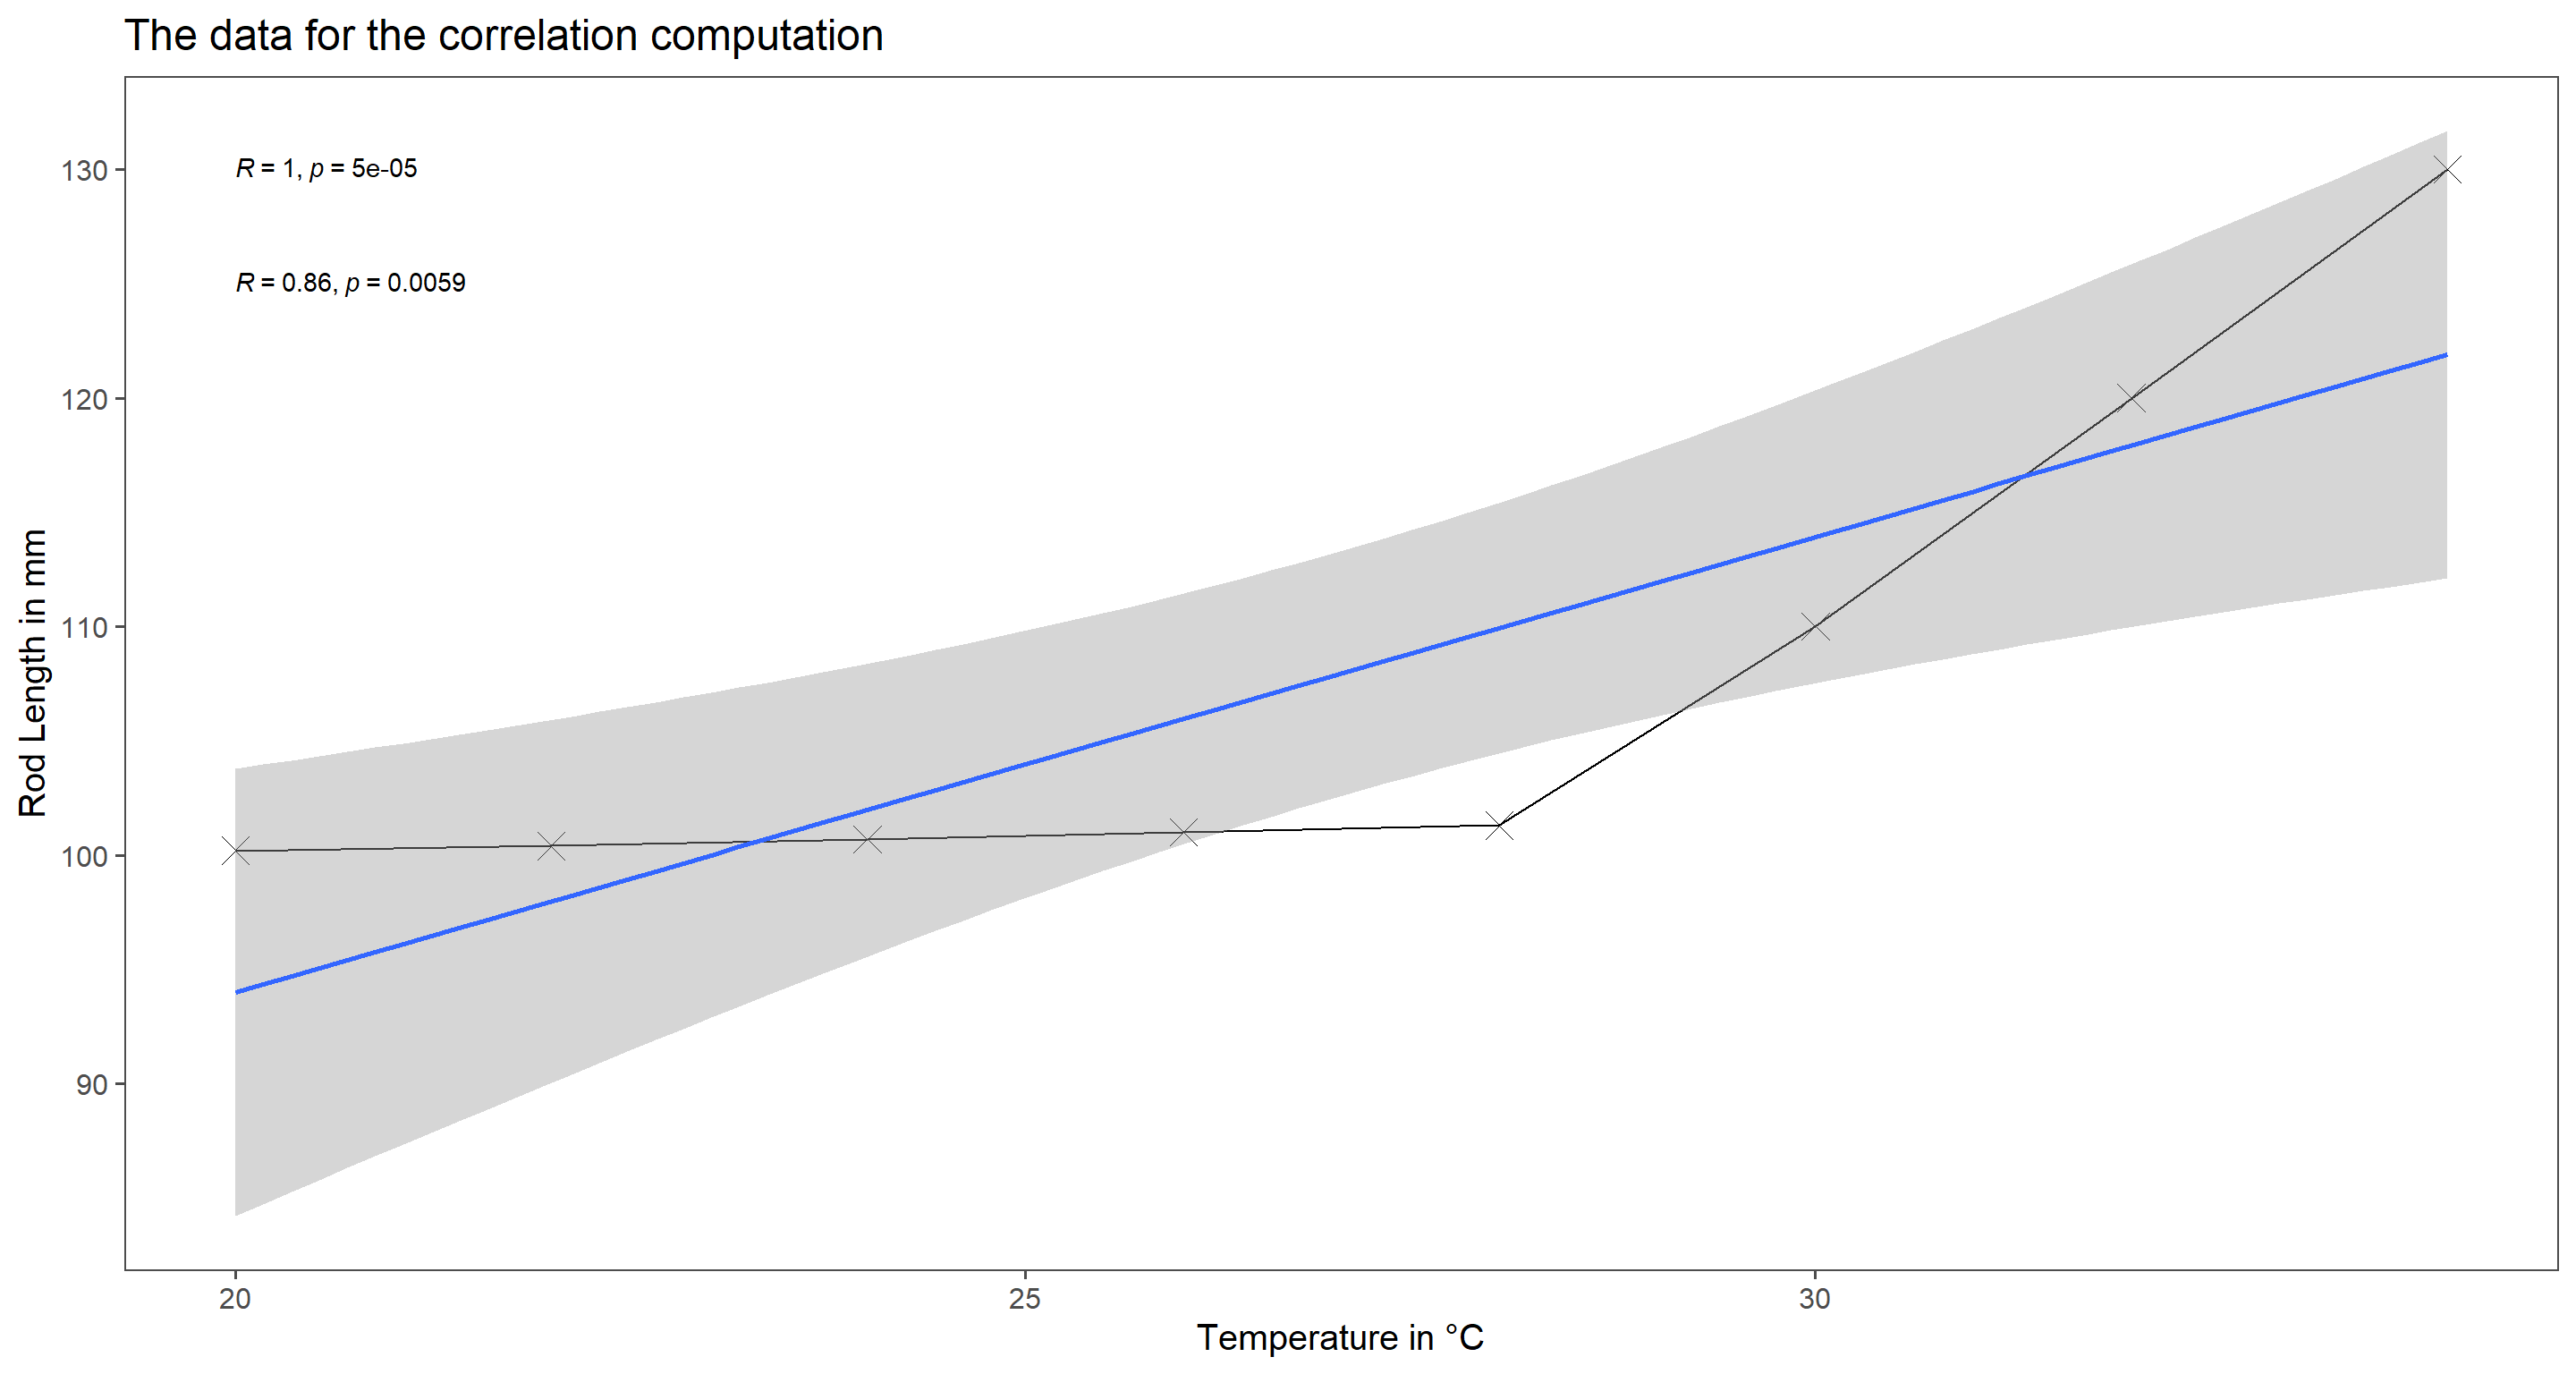 The data for the correlation computation
R = 1, p = 5e-05
R = 0.86, p = 0.0059
130
120
110
100
90
Rod Length in mm
20 25 30
Temperature in °C